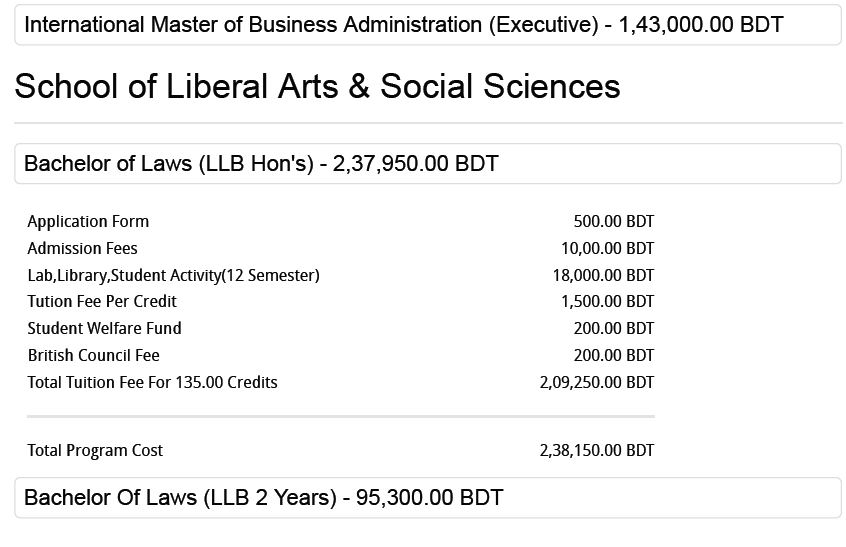 International Master of Business Administration (Executive) - 1,43,000.00 BDT
School of Liberal Arts & Social Sciences
Bachelor of Laws (LLB Hon's) - 2,37,950.00 BDT
Application Form 500.00 BDT
Admission Fees 10,00.00 BDT
Lab,Library,Student Activity(12 Semester) 18,000.00 BDT
Tution Fee Per Credit 1,500.00 BDT
Student Welfare Fund 200.00 BDT
British Council Fee 200.00 BDT
Total Tuition Fee For 135.00 Credits 2,09,250.00 BDT
Total Program Cost 2,38,150.00 BDT
Bachelor Of Laws (LLB 2 Years) - 95,300.00 BDT